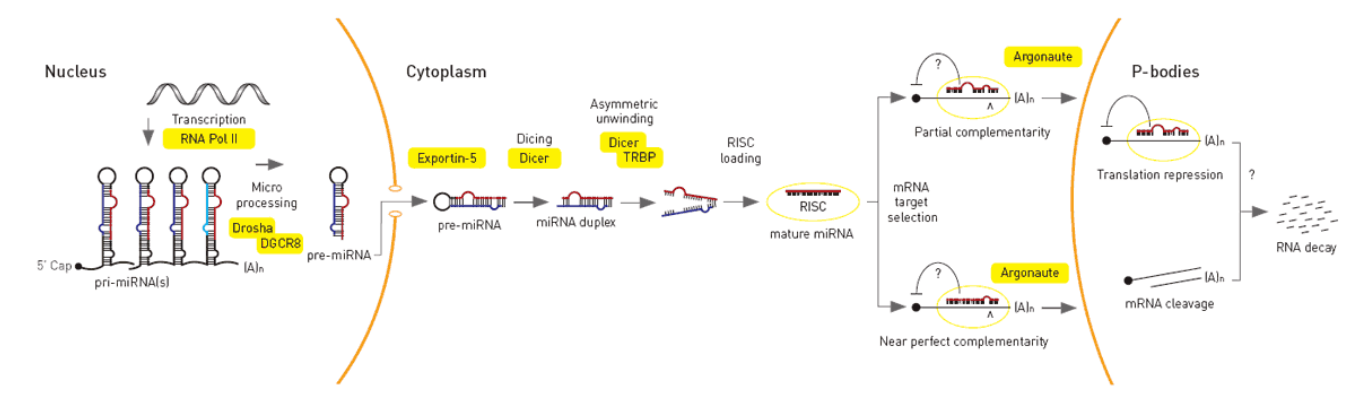 Nucleus
Transcription
RNA Pol II
Micro
processing
Drosha
DGCR8
5' Cap
(A)n
pri-miRNA(s)
pre-miRNA
Cytoplasm
Exportin-5
pre-miRNA
Dicing
Dicer
miRNA duplex
Asymmetric
unwinding
Dicer
TRBP
RISC
loading
RISC
mature miRNA
mRNA
target
selection
Argonaute
?
(A)n
Partial complementarity
Argonaute
?
(A)n
Near perfect complementarity
P-bodies
(A)n
Translation repression
?
(A)n
mRNA cleavage
RNA decay